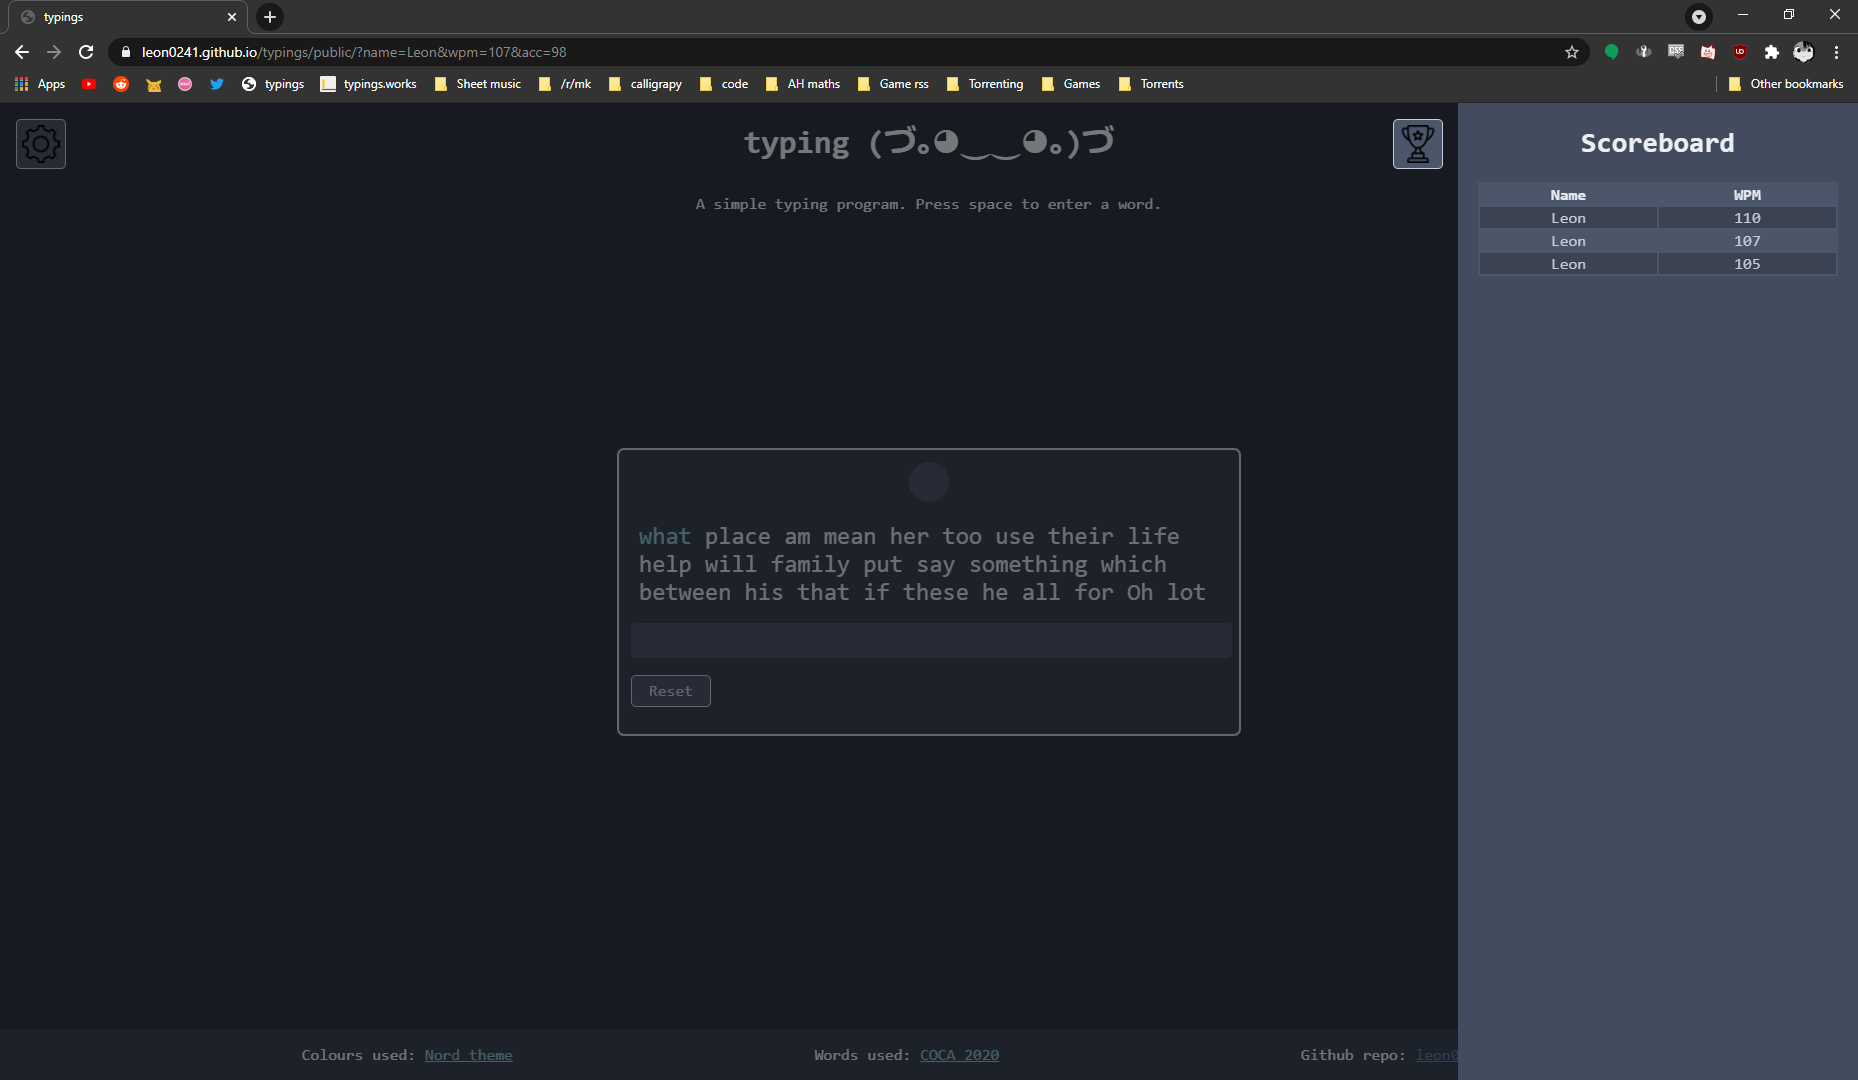 typings
leon0241.github.io/typings/public/?name=Leon&wpm=107&acc=98
Apps typings typings.works Sheet music /r/mk calligrapy code AH maths Game rss Torrenting Games Torrents Other bookmarks
typing (づ｡◕‿‿◕｡)づ
A simple typing program. Press space to enter a word.
what place am mean her too use their life
help will family put say something which
between his that if these he all for Oh lot
Reset
Colours used: Nord theme
Words used: COCA 2020
Github repo: leon0
Scoreboard
Name WPM
Leon 110
Leon 107
Leon 105